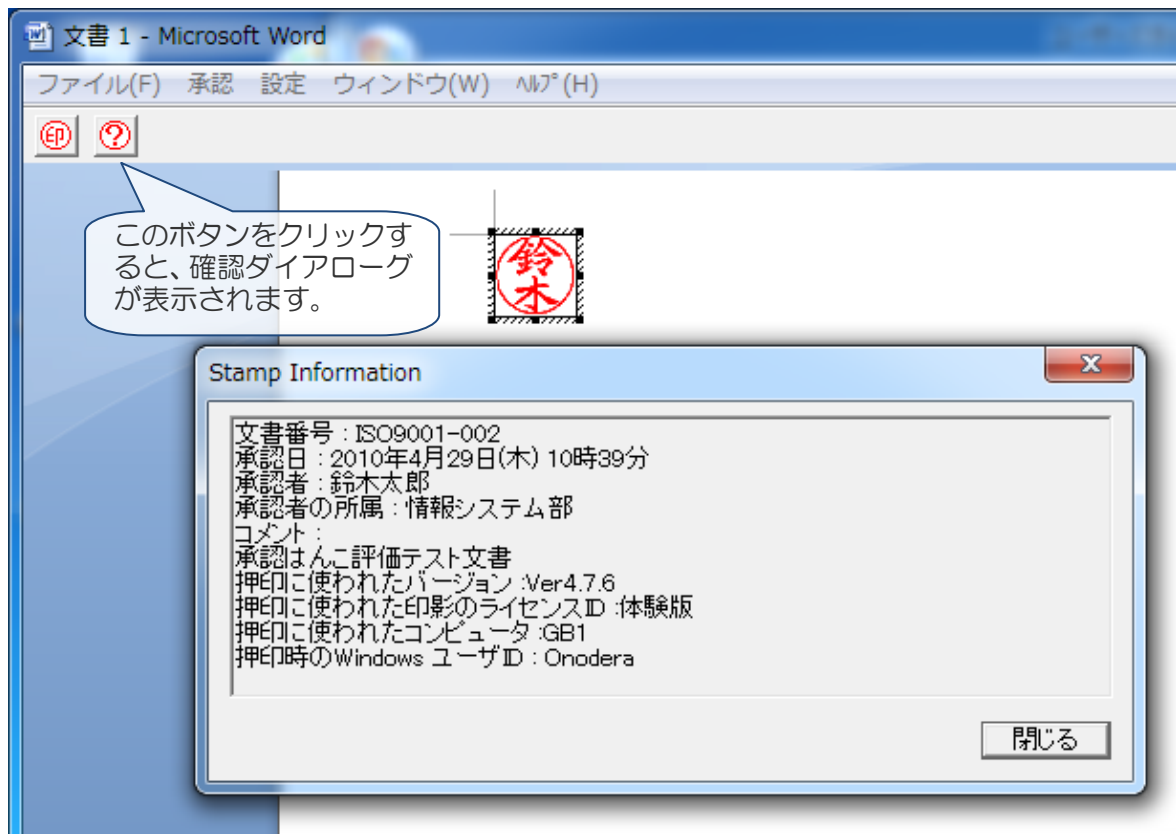 文書 1 - Microsoft Word
ファイル(F) 承認 設定 ウィンドウ(W) ﾍﾙﾌﾟ(H)
印 ?
このボタンをクリックす
ると、確認ダイアローグ
が表示されます。
鈴木
Stamp Information
文書番号：ISO9001-002
承認日：2010年4月29日(木) 10時39分
承認者：鈴木太郎
承認者の所属：情報システム部
コメント：
承認はんこ評価テスト文書
押印に使われたバージョン :Ver4.7.6
押印に使われた印影のライセンスID :体験版
押印に使われたコンピュータ :GB1
押印時のWindows ユーザID : Onodera
閉じる